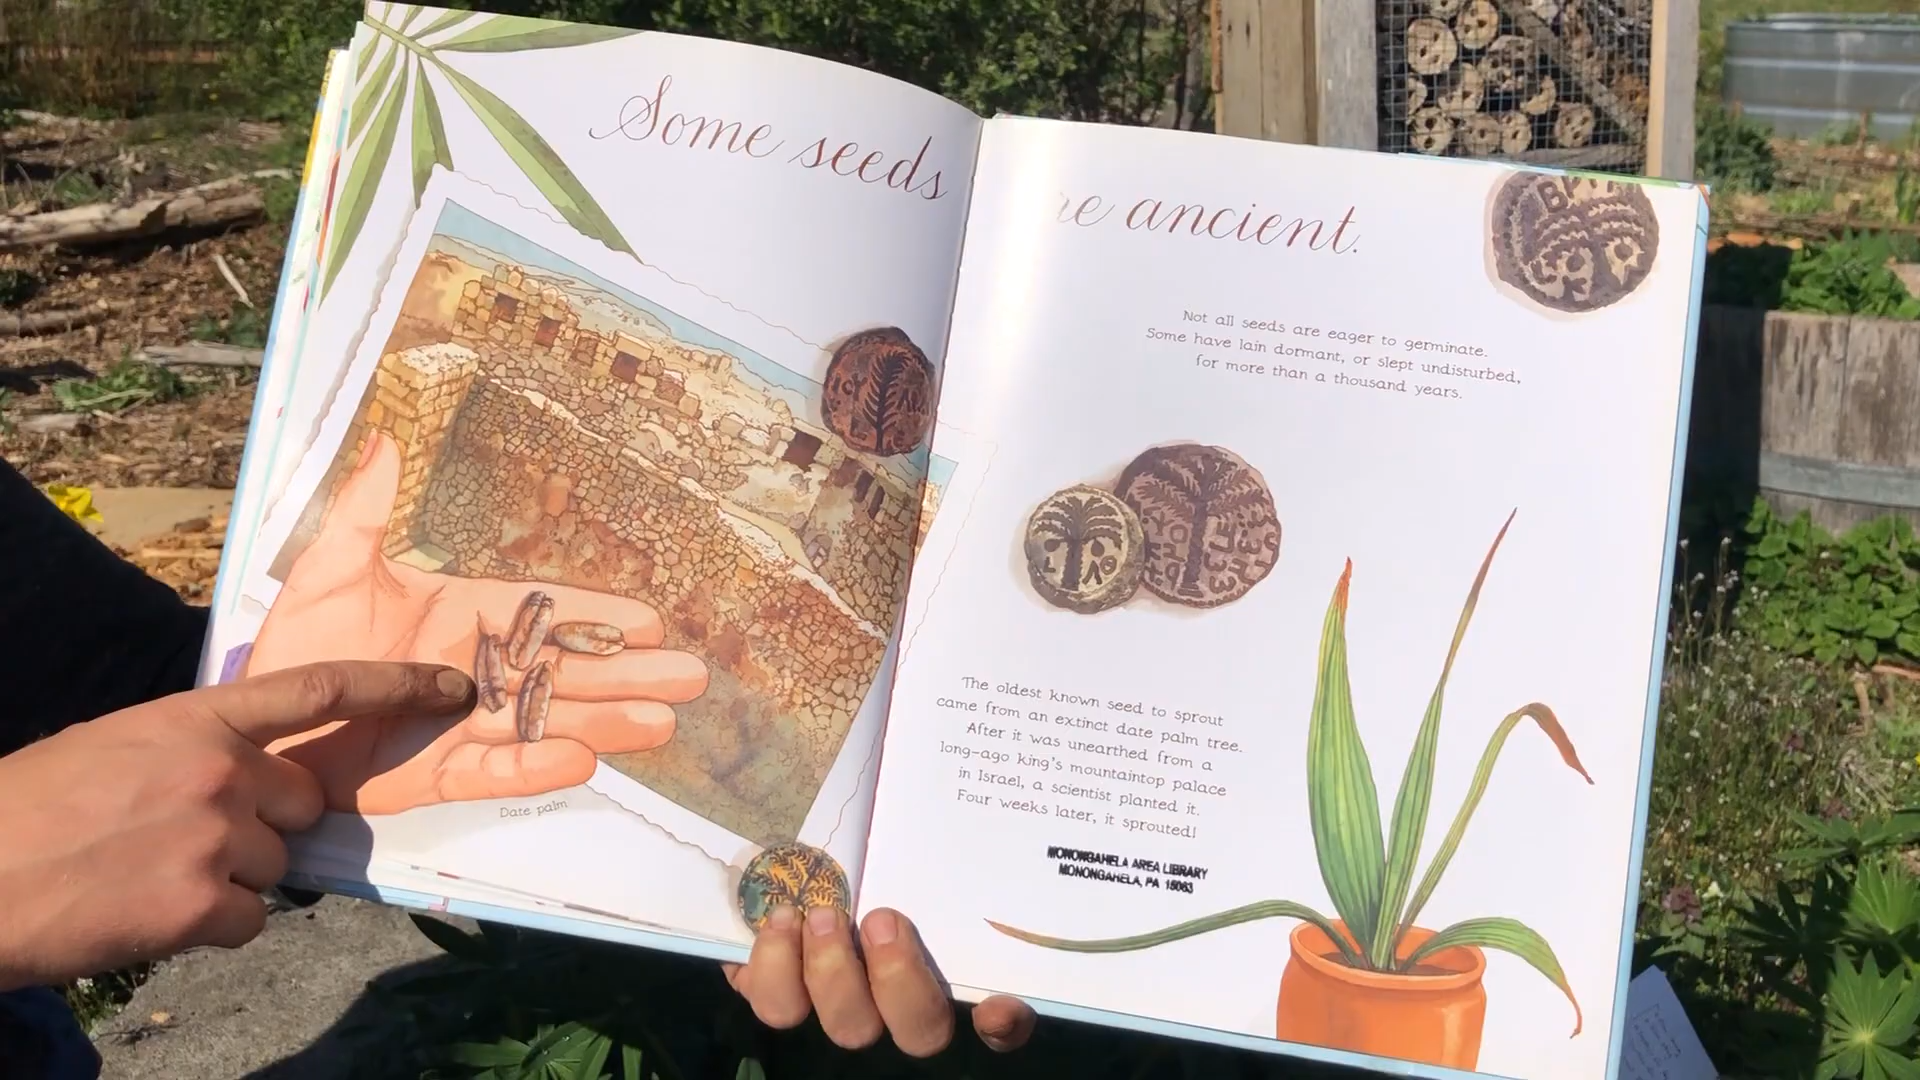 Some seeds
re ancient.
Not all seeds are eager to germinate.
Some have lain dormant, or slept undisturbed,
for more than a thousand years.
The oldest known seed to sprout
came from an extinct date palm tree.
After it was unearthed from a
long-ago king's mountaintop palace
in Israel, a scientist planted it.
Four weeks later, it sprouted!
MONONGAHELA AREA LIBRARY
MONONGAHELA, PA 15063
Date palm